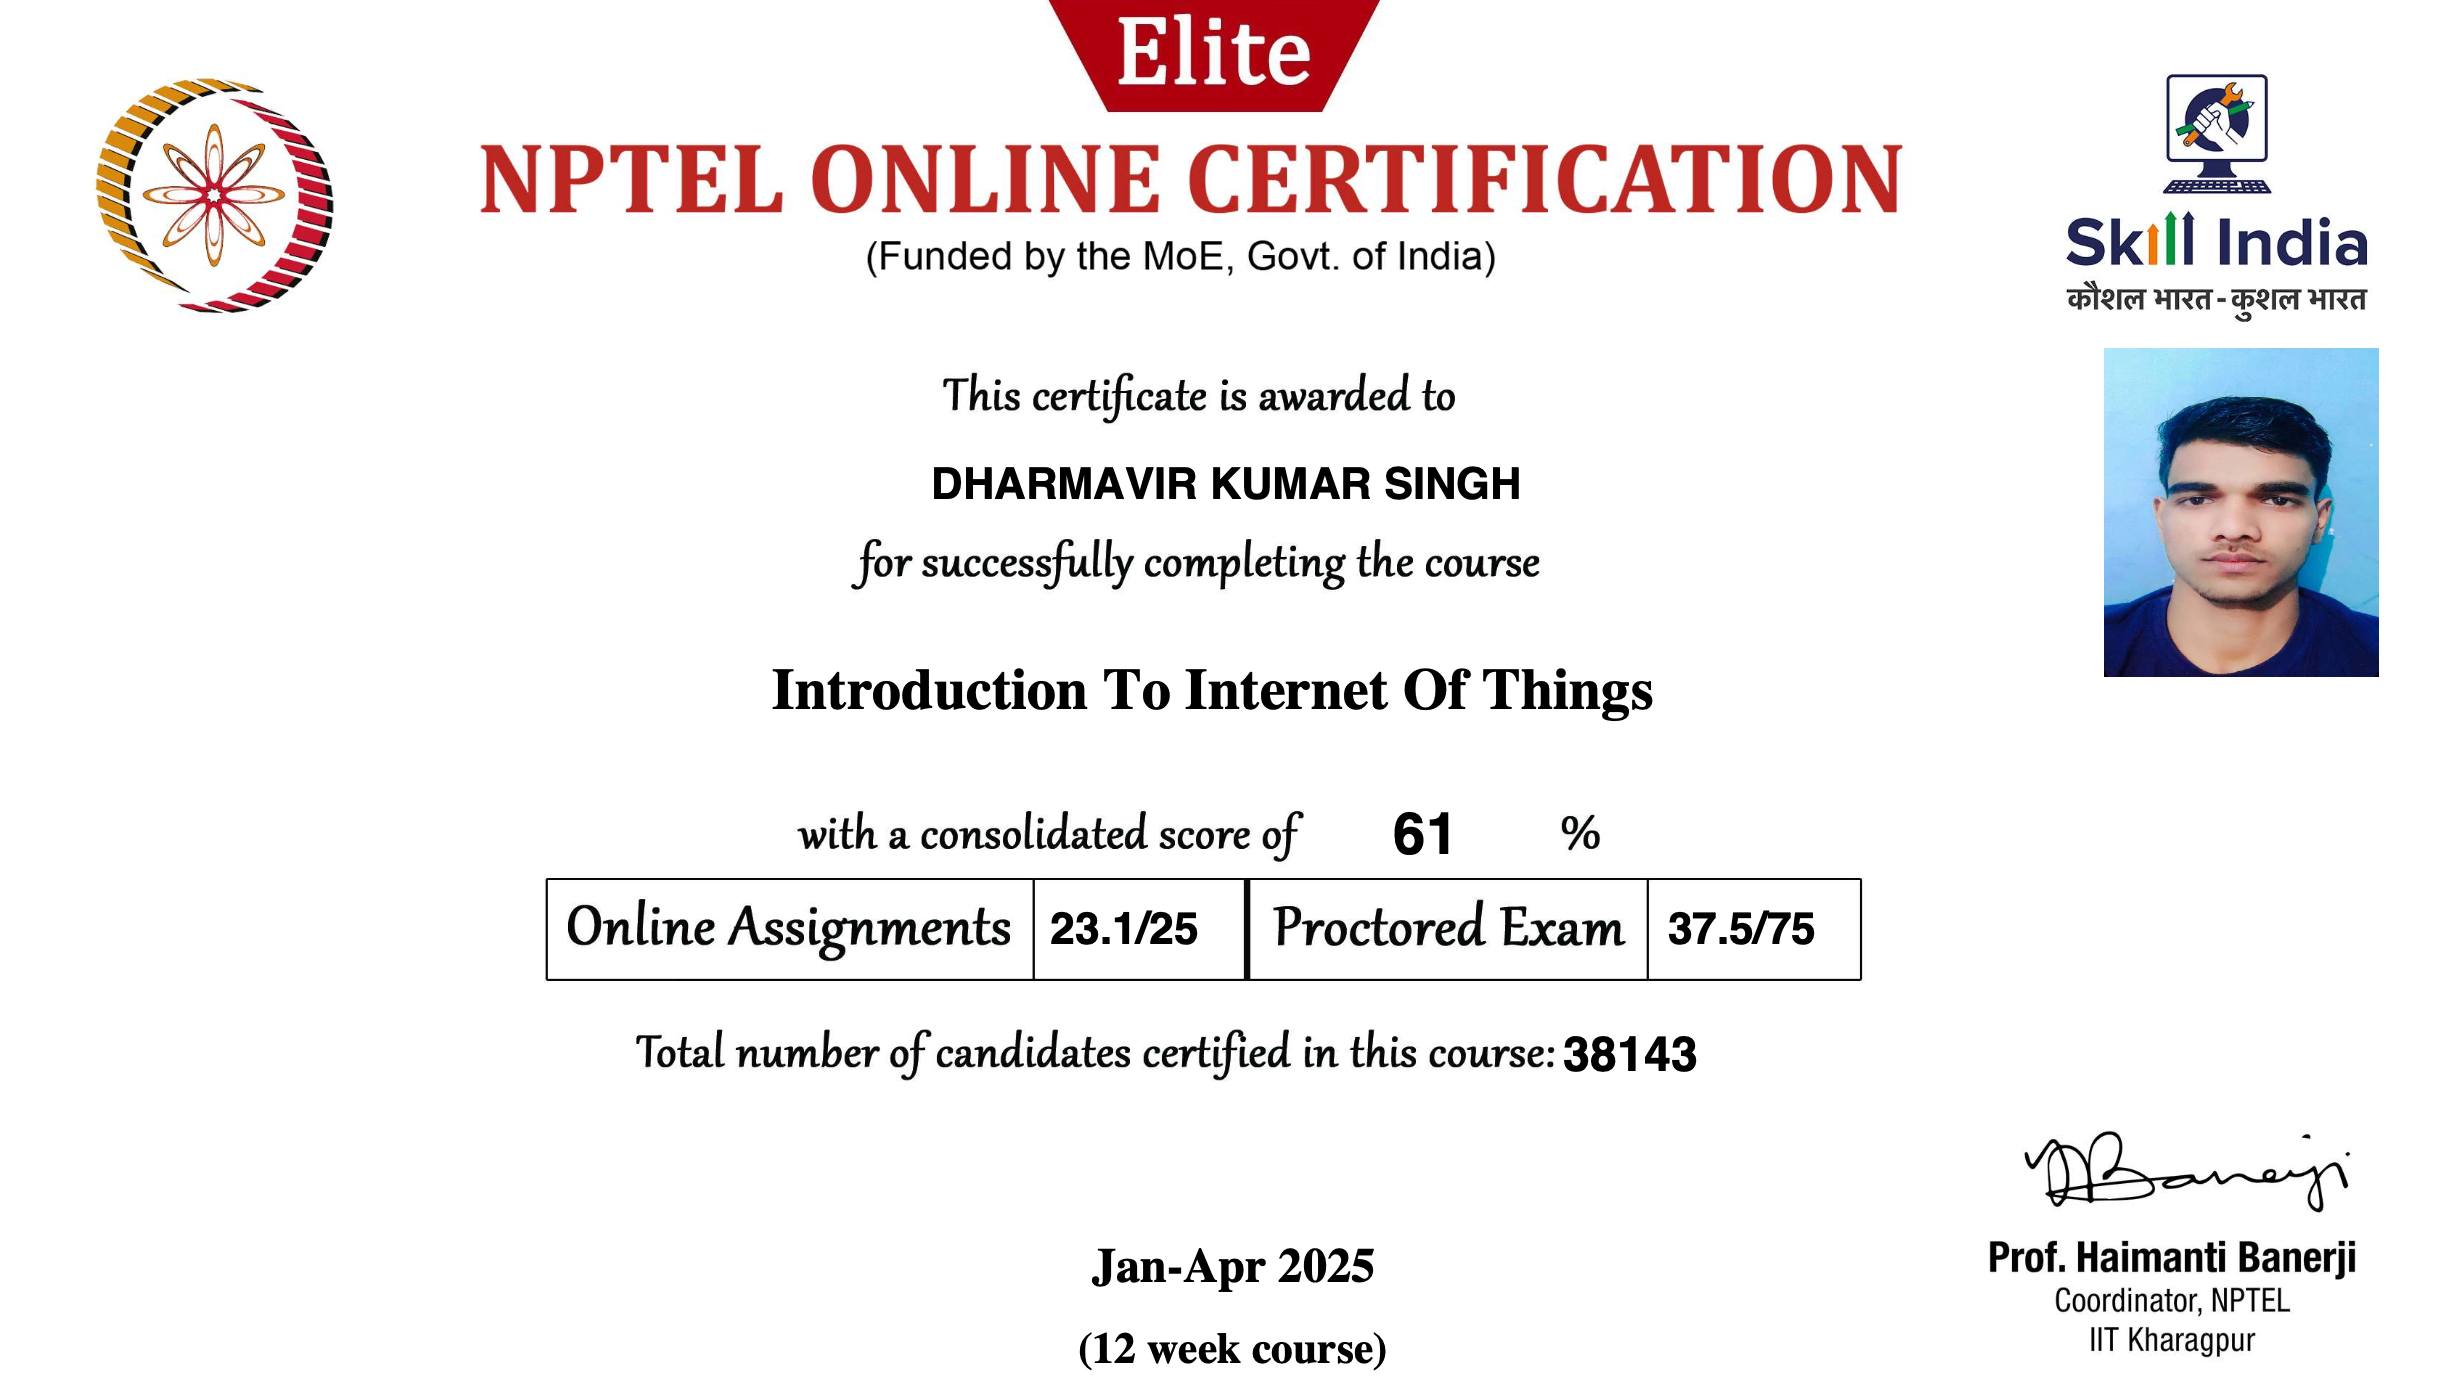 Elite
NPTEL ONLINE CERTIFICATION
(Funded by the MoE, Govt. of India)
Skill India
कौशल भारत - कुशल भारत
This certificate is awarded to
DHARMAVIR KUMAR SINGH
for successfully completing the course
Introduction To Internet Of Things
with a consolidated score of 61 %
Online Assignments 23.1/25 Proctored Exam 37.5/75
Total number of candidates certified in this course: 38143
Banerji
Prof. Haimanti Banerji
Coordinator, NPTEL
IIT Kharagpur
Jan-Apr 2025
(12 week course)